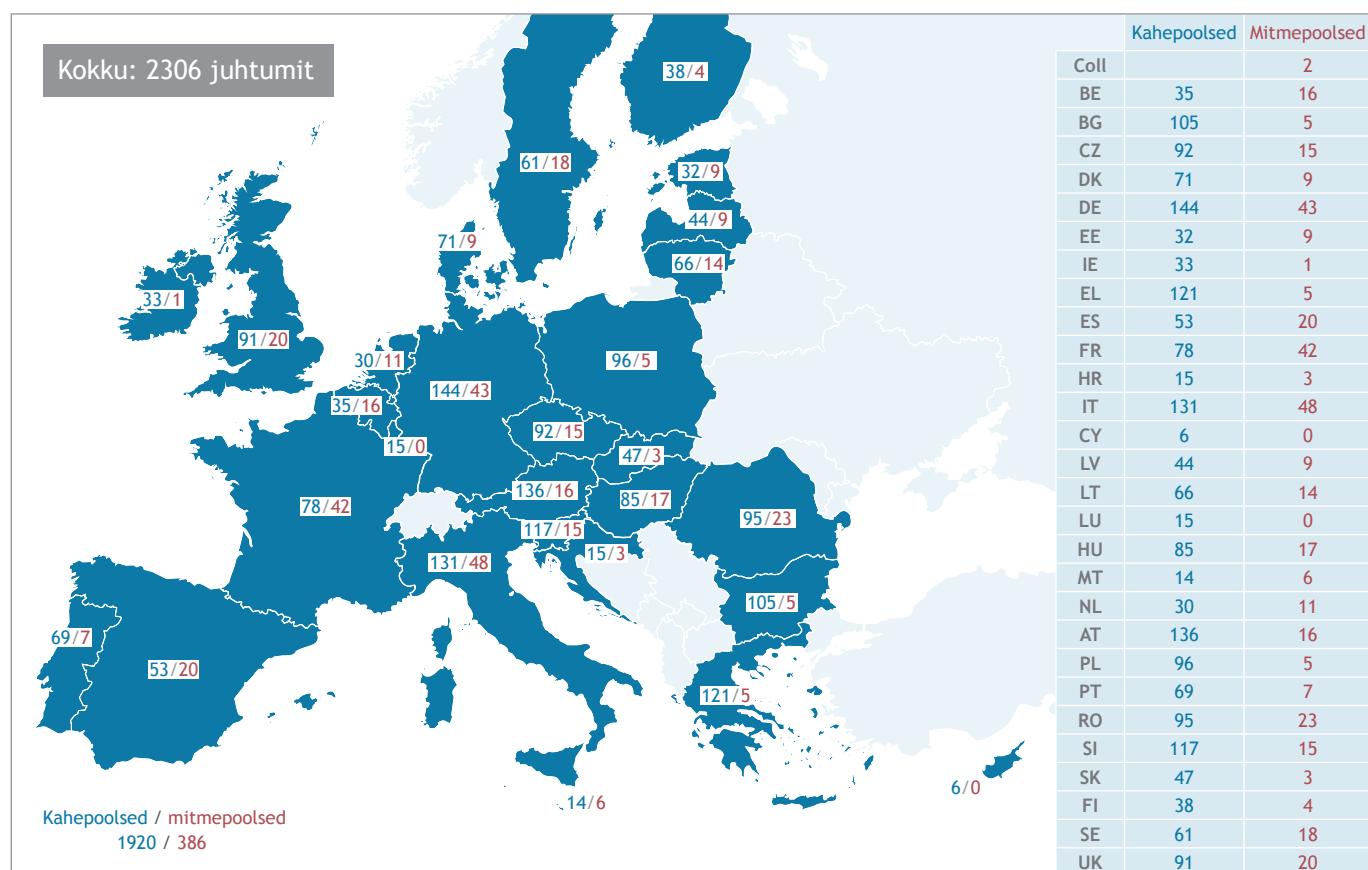 Kokku: 2306 juhtumit
38/4
61/18
32/9
44/9
71/9
66/14
33/1
91/20
30/11
96/5
144/43
35/16
92/15
15/0
47/3
136/16
85/17
78/42
95/23
117/15
15/3
131/48
105/5
69/7
53/20
121/5
6/0
14/6
Kahepoolsed / mitmepoolsed
1920 / 386
Kahepoolsed Mitmepoolsed
Coll 2
BE 35 16
BG 105 5
CZ 92 15
DK 71 9
DE 144 43
EE 32 9
IE 33 1
EL 121 5
ES 53 20
FR 78 42
HR 15 3
IT 131 48
CY 6 0
LV 44 9
LT 66 14
LU 15 0
HU 85 17
MT 14 6
NL 30 11
AT 136 16
PL 96 5
PT 69 7
RO 95 23
SI 117 15
SK 47 3
FI 38 4
SE 61 18
UK 91 20